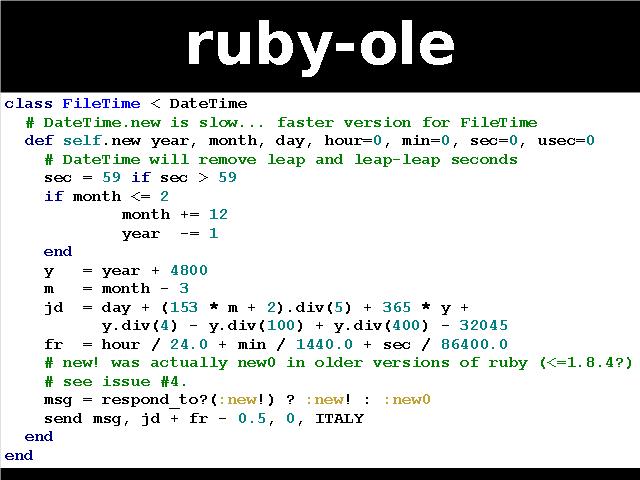 ruby-ole
class FileTime < DateTime
# DateTime.new is slow... faster version for FileTime
def self.new year, month, day, hour=0, min=0, sec=0, usec=0
# DateTime will remove leap and leap-leap seconds
sec = 59 if sec > 59
if month <= 2
month += 12
year -= 1
end
y = year + 4800
m = month - 3
jd = day + (153 * m + 2).div(5) + 365 * y +
y.div(4) - y.div(100) + y.div(400) - 32045
fr = hour / 24.0 + min / 1440.0 + sec / 86400.0
# new! was actually new0 in older versions of ruby (<=1.8.4?)
# see issue #4.
msg = respond_to?(:new!) ? :new! : :new0
send msg, jd + fr - 0.5, 0, ITALY
end
end